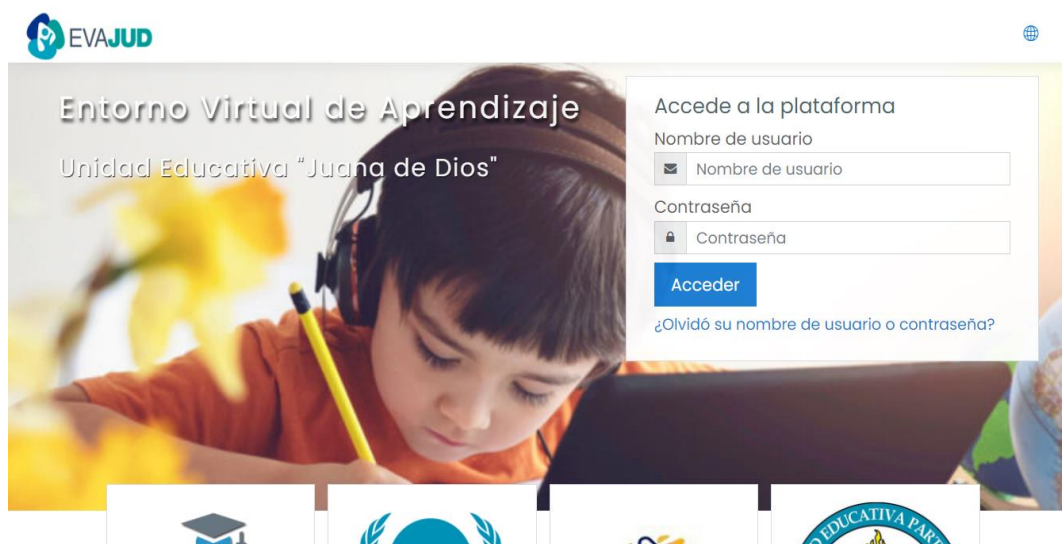 EVAJUD
Entorno Virtual de Aprendizaje
Unidad Educativa "Juana de Dios"
Accede a la plataforma
Nombre de usuario
Nombre de usuario
Contraseña
Contraseña
Acceder
¿Olvidó su nombre de usuario o contraseña?
EDUCATIVA